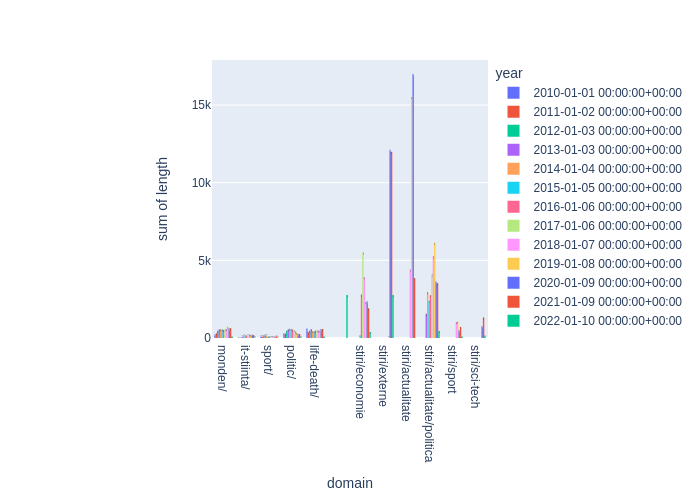 year
2010-01-01 00:00:00+00:00
2011-01-02 00:00:00+00:00
2012-01-03 00:00:00+00:00
2013-01-03 00:00:00+00:00
2014-01-04 00:00:00+00:00
2015-01-05 00:00:00+00:00
2016-01-06 00:00:00+00:00
2017-01-06 00:00:00+00:00
2018-01-07 00:00:00+00:00
2019-01-08 00:00:00+00:00
2020-01-09 00:00:00+00:00
2021-01-09 00:00:00+00:00
2022-01-10 00:00:00+00:00
sum of length
15k
10k
5k
0
monden/
it-stiinta/
sport/
politic/
life-death/
stiri/economie
stiri/externe
stiri/actualitate
stiri/actualitate/politica
stiri/sport
stiri/sci-tech
domain